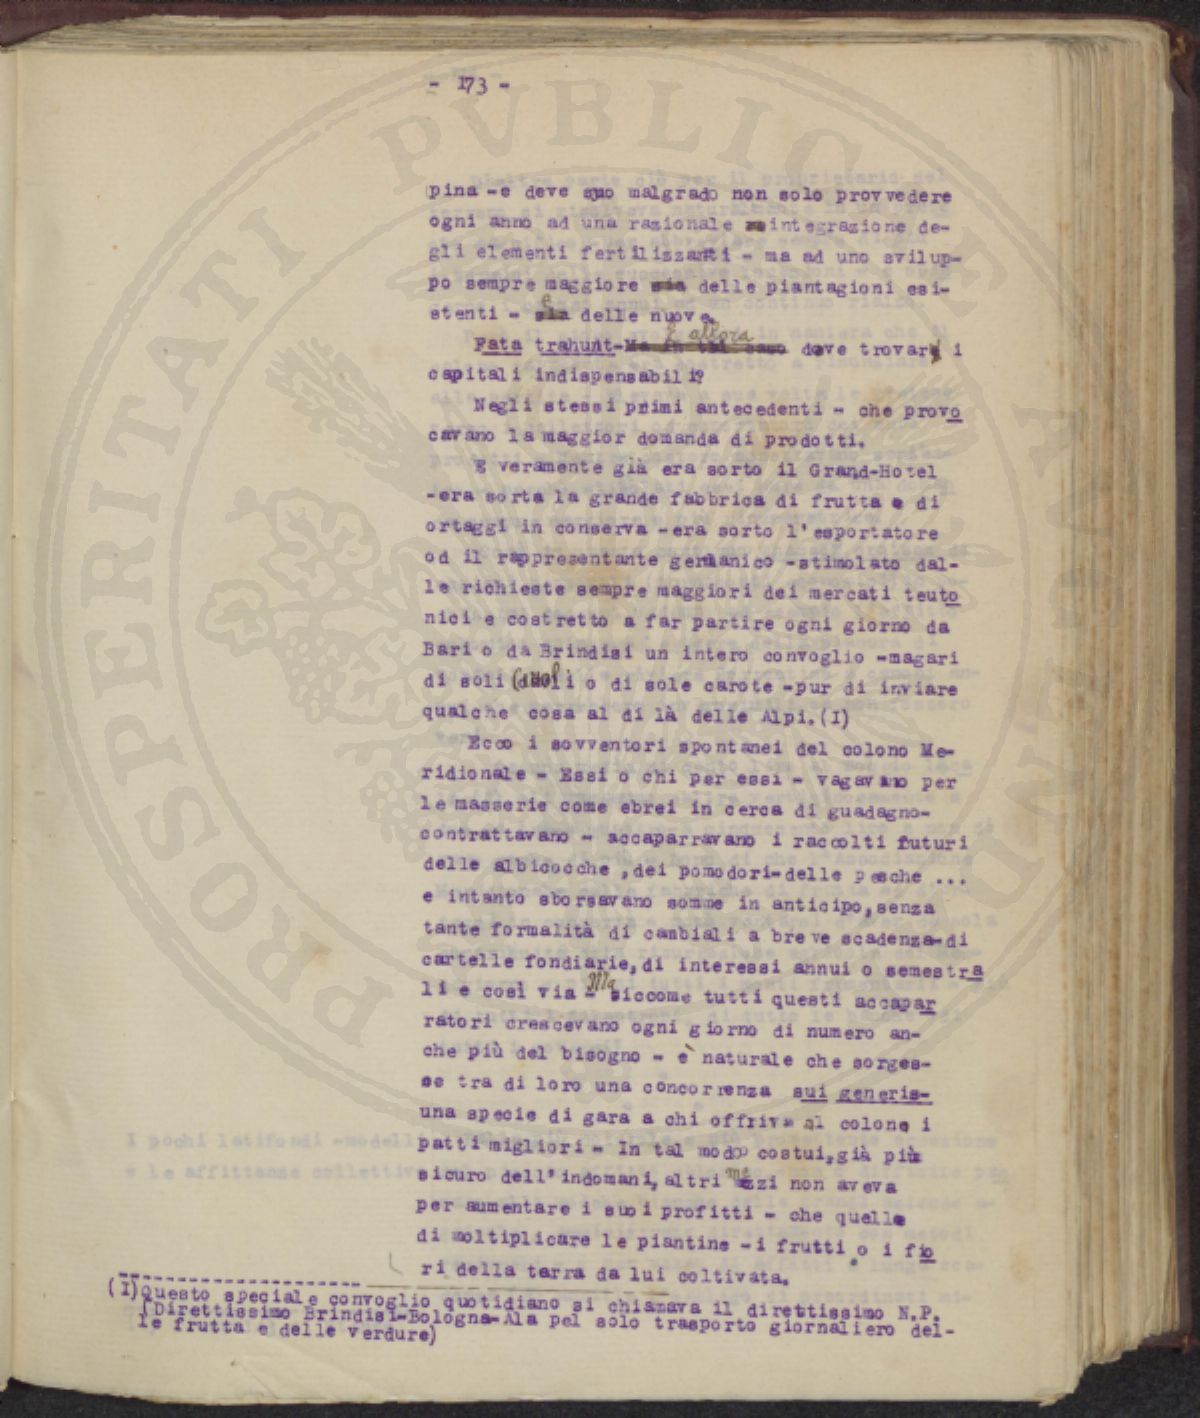 - 173 -
pina -e deve suo malgrado non solo provvedere
ogni anno ad una razionale reintegrazione de-
gli elementi fertilizzanti - ma ad uno svilup-
po sempre maggiore sia delle piantagioni esi-
stenti - sia e delle nuove.
Fata trahunt-Ma in tal caso E allora dove trovare i
capitali indispensabili?
Negli stessi primi antecedenti - che provo
cavano la maggior domanda di prodotti.
E veramente già era sorto il Grand-Hotel
-era sorta la grande fabbrica di frutta e di
ortaggi in conserva -era sorto l'esportatore
od il rappresentante germanico -stimolato dal-
le richieste sempre maggiori dei mercati teuto
nici e costretto a far partire ogni giorno da
Bari o da Brindisi un intero convoglio -magari
di soli o di sole carote -pur di inviare
qualche cosa al di là delle Alpi.(I)
Ecco i sovventori spontanei del colono Me-
ridionale - Essi o chi per essi - vagavano per
le masserie come ebrei in cerca di guadagno-
contrattavano - accaparravano i raccolti futuri
delle albicocche ,dei pomodori-delle pesche ...
e intanto sborsavano somme in anticipo,senza
tante formalità di cambiali a breve scadenza-di
cartelle fondiarie,di interessi annui o semestra
li e così via - Ma siccome tutti questi accapar
ratori crescevano ogni giorno di numero an-
che più del bisogno - è naturale che sorges-
se tra di loro una concorrenza sui generis-
una specie di gara a chi offriva al colono i
patti migliori - In tal modo costui,già più
sicuro dell'indomani,altri mezzi non aveva
per aumentare i suoi profitti - che quello
di moltiplicare le piantine -i frutti o i fio
ri della terra da lui coltivata.
(I)Questo speciale convoglio quotidiano si chiamava il direttissimo N.P.
(Direttissimo Brindisi-Bologna-Ala pel solo trasporto giornaliero del-
le frutta e delle verdure)
PROSPERITATI PVBLICAE AVGENDAE